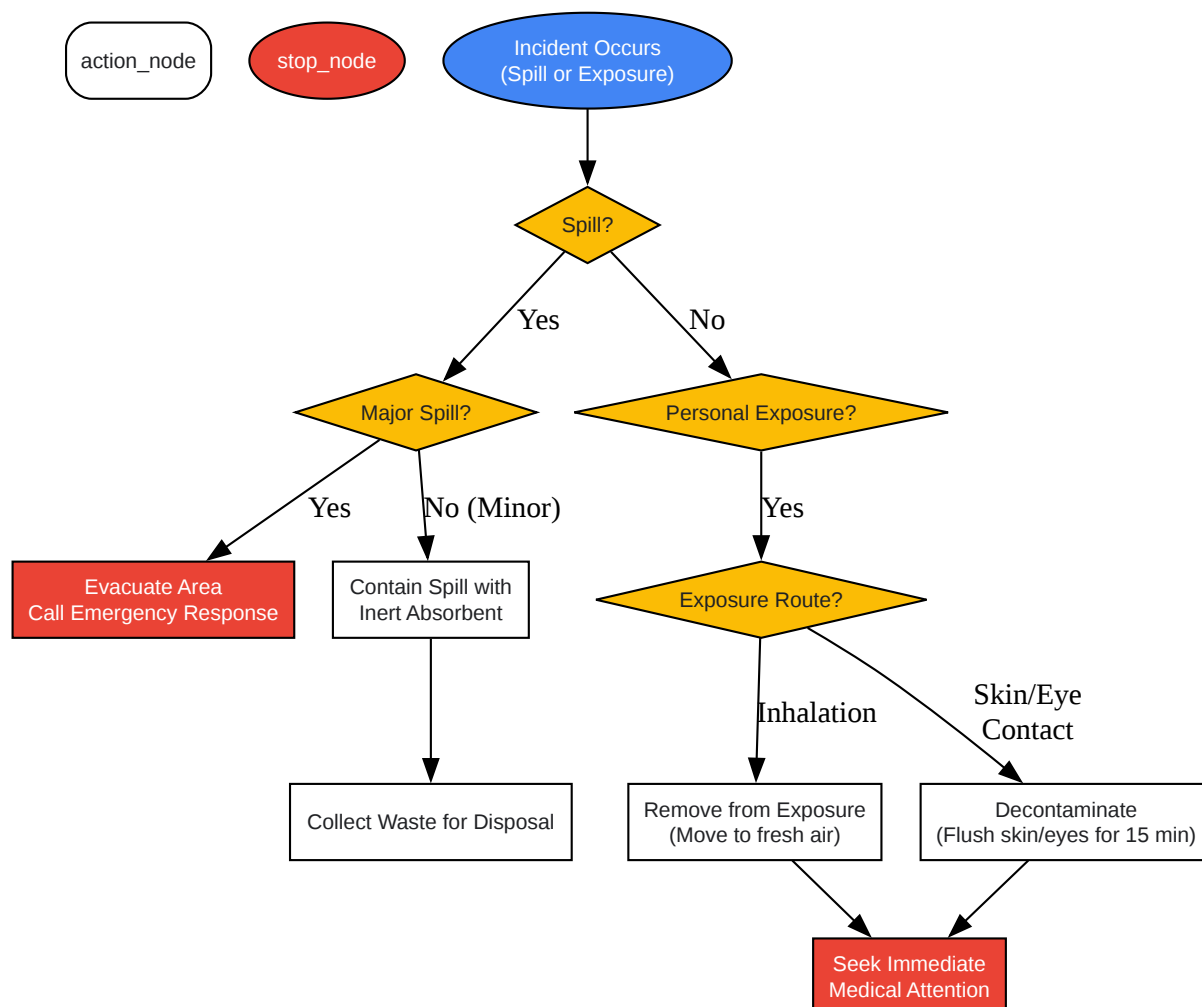 action_node
stop_node
Incident Occurs
(Spill or Exposure)
Spill?
Yes
No
Major Spill?
Personal Exposure?
Yes
No (Minor)
Yes
Evacuate Area
Call Emergency Response
Contain Spill with
Inert Absorbent
Exposure Route?
Inhalation
Skin/Eye
Contact
Collect Waste for Disposal
Remove from Exposure
(Move to fresh air)
Decontaminate
(Flush skin/eyes for 15 min)
Seek Immediate
Medical Attention